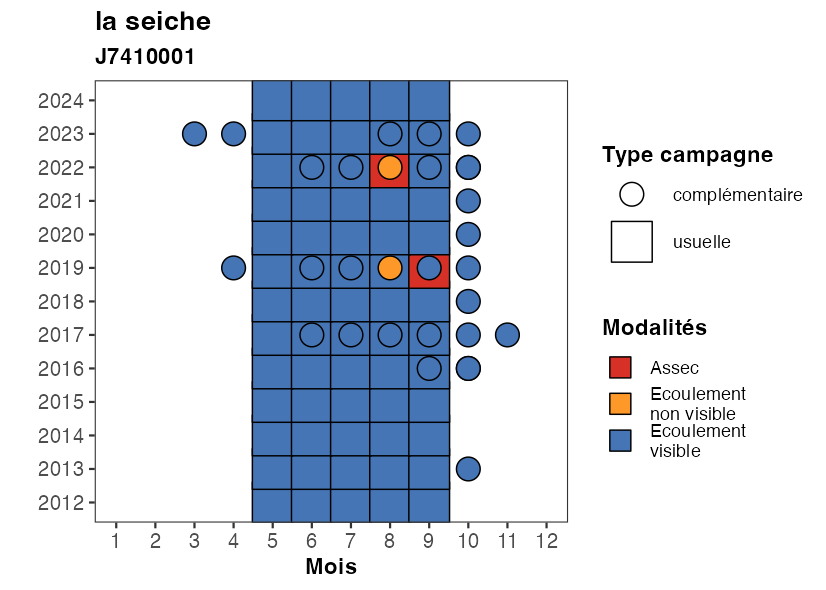 la seiche
J7410001
2024
2023
2022
2021
2020
2019
2018
2017
2016
2015
2014
2013
2012
1 2 3 4 5 6 7 8 9 10 11 12
Mois
Type campagne
complémentaire
usuelle
Modalités
Assec
Ecoulement
non visible
Ecoulement
visible